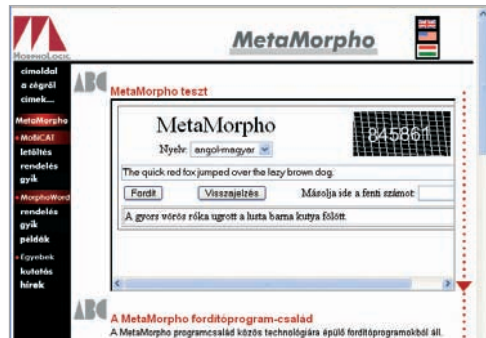 MORPHOLOGIC
MetaMorpho
címoldal
a cégről
címek...
MetaMorpho
MoBiCAT
letöltés
rendelés
gyik
MorphoWord
rendelés
gyik
példák
Egyebek
kutatás
hírek
ABC
MetaMorpho teszt
MetaMorpho
845861
Nyelv: angol-magyar
The quick red fox jumped over the lazy brown dog.
Fordít Visszajelzés Másolja ide a fenti számot:
A gyors vörös róka ugrott a lusta barna kutya fölött.
ABC
A MetaMorpho fordítóprogram-család
A MetaMorpho programcsalád közös technológiára épülő fordítóprogramokból áll.